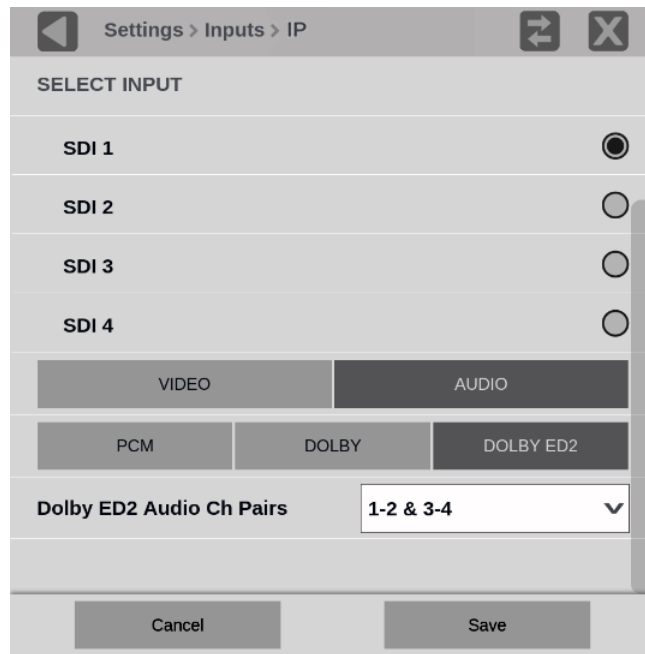 Settings > Inputs > IP
SELECT INPUT
SDI 1
SDI 2
SDI 3
SDI 4
VIDEO AUDIO
PCM DOLBY DOLBY ED2
Dolby ED2 Audio Ch Pairs 1-2 & 3-4
Cancel Save